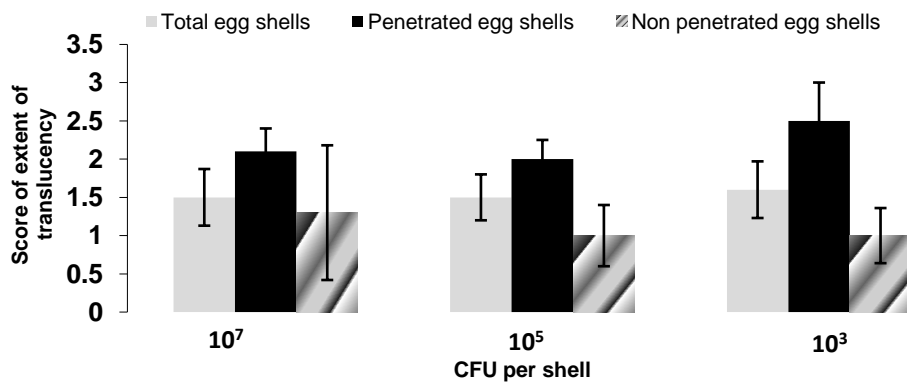 Total egg shells Penetrated egg shells Non penetrated egg shells
3.5
3
2.5
2
1.5
1
0.5
0
Score of extent of
translucency
10⁷ 10⁵ 10³
CFU per shell